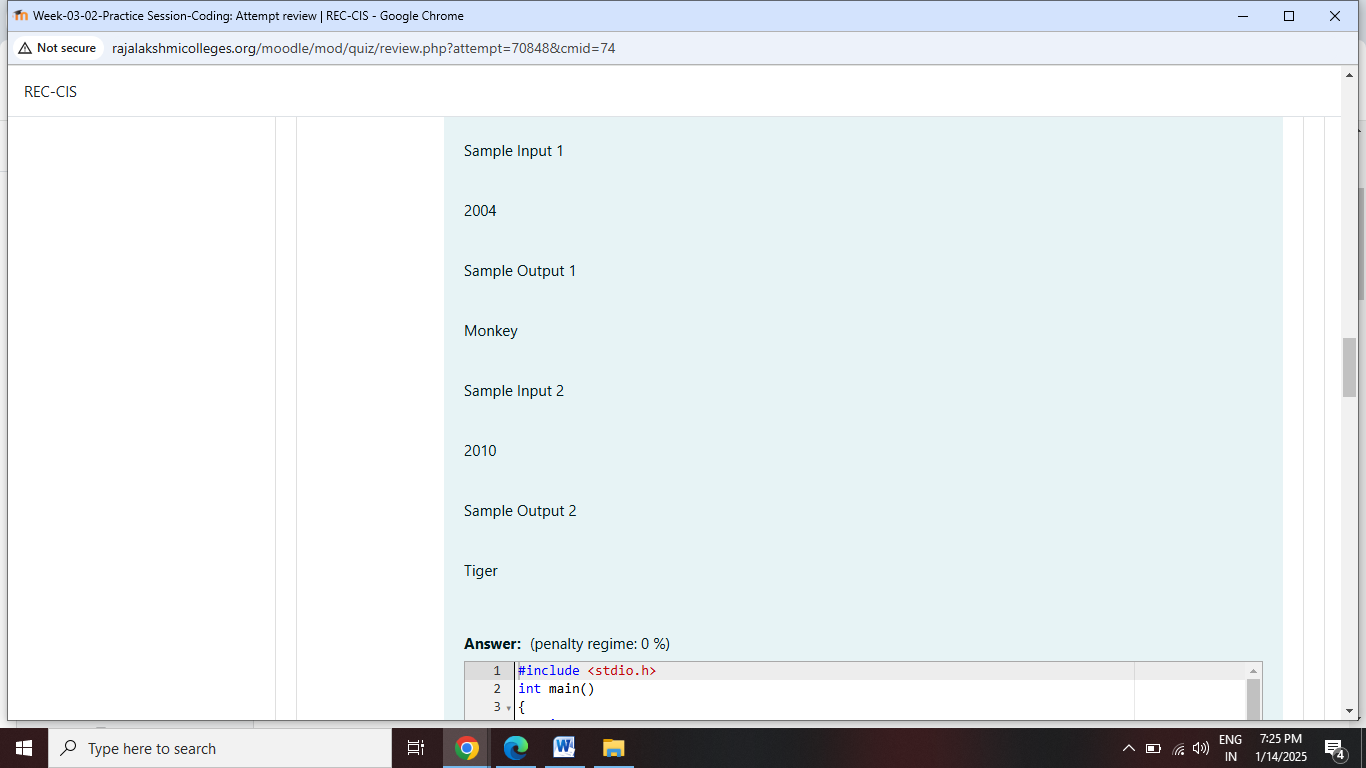 Week-03-02-Practice Session-Coding: Attempt review | REC-CIS - Google Chrome
Not secure rajalakshmicolleges.org/moodle/mod/quiz/review.php?attempt=70848&cmid=74
REC-CIS
Sample Input 1
2004
Sample Output 1
Monkey
Sample Input 2
2010
Sample Output 2
Tiger
Answer: (penalty regime: 0 %)
1 #include <stdio.h>
2 int main()
3 {
Type here to search
ENG
IN
7:25 PM
1/14/2025
4